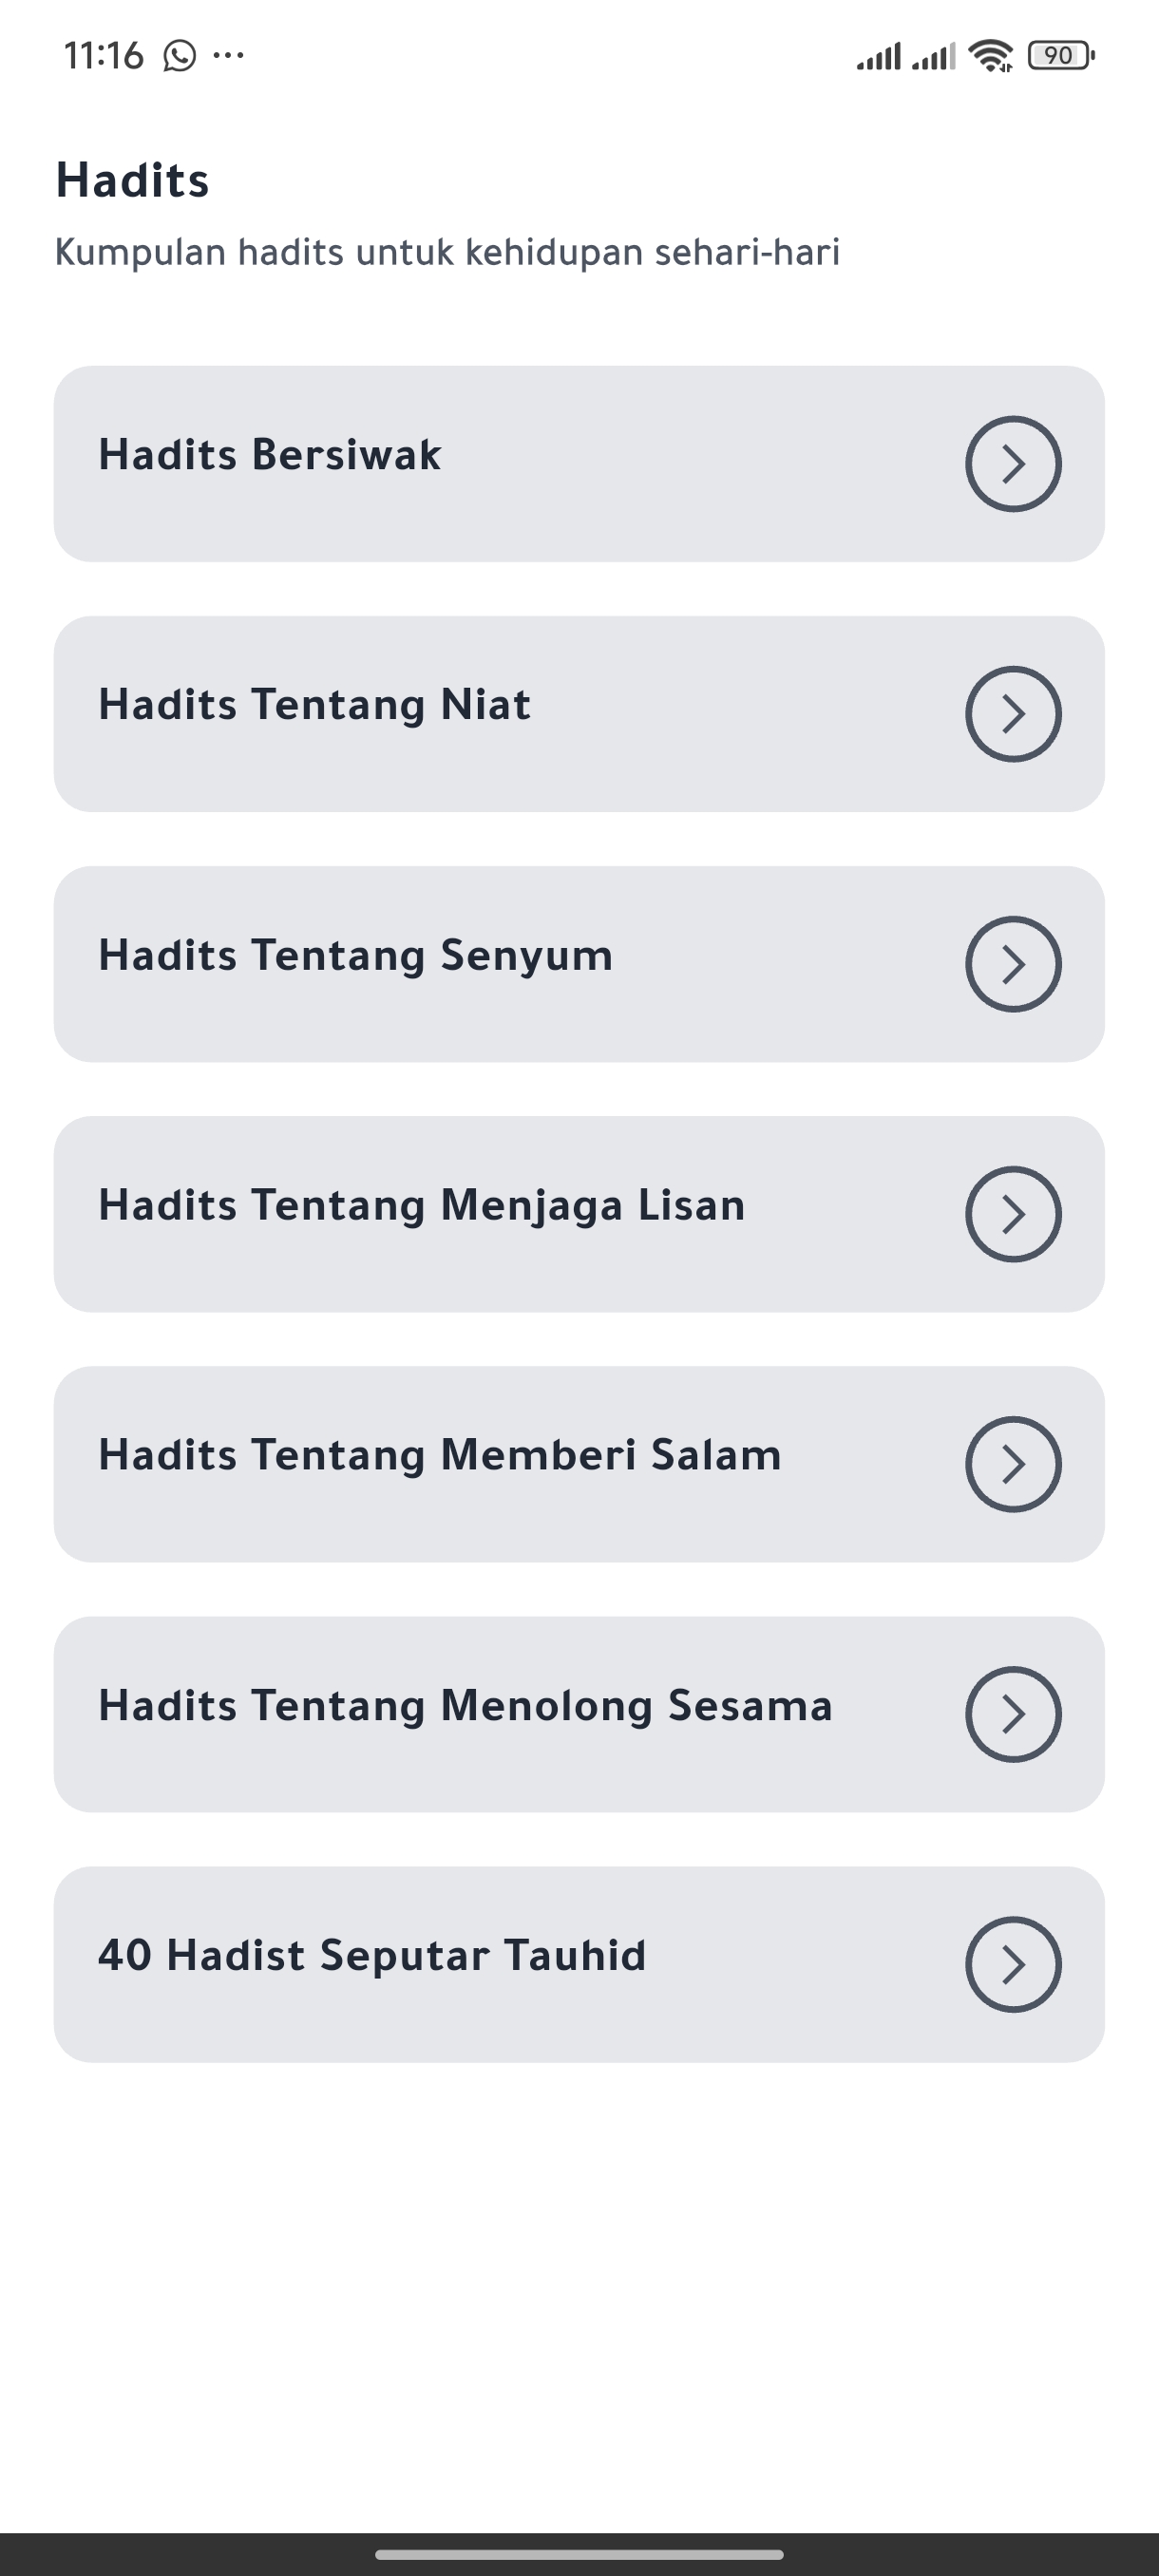 11:16
90
Hadits
Kumpulan hadits untuk kehidupan sehari-hari
Hadits Bersiwak
Hadits Tentang Niat
Hadits Tentang Senyum
Hadits Tentang Menjaga Lisan
Hadits Tentang Memberi Salam
Hadits Tentang Menolong Sesama
40 Hadist Seputar Tauhid